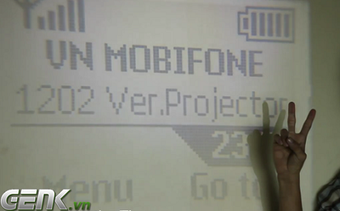 VN MOBIFONE
1202 Ver.Projector
23
Menu Go to
GENK.vn